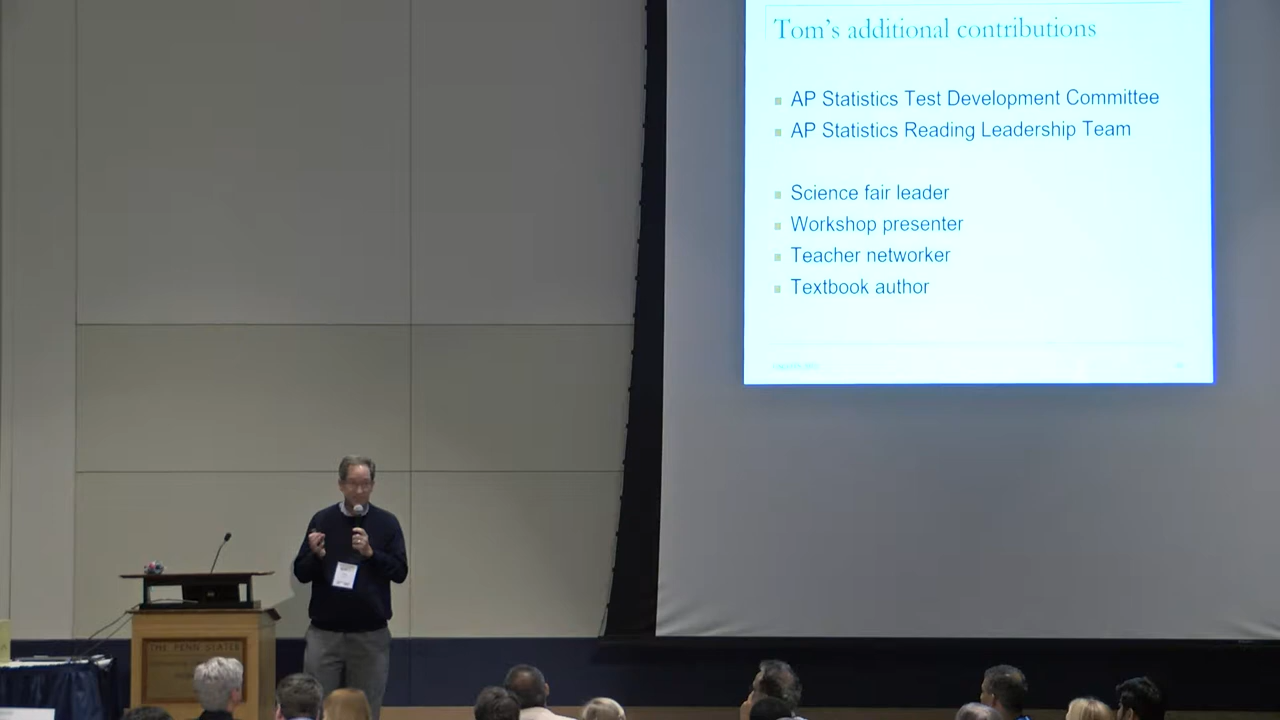 Tom's additional contributions
AP Statistics Test Development Committee
AP Statistics Reading Leadership Team
Science fair leader
Workshop presenter
Teacher networker
Textbook author
THE PENN STATER